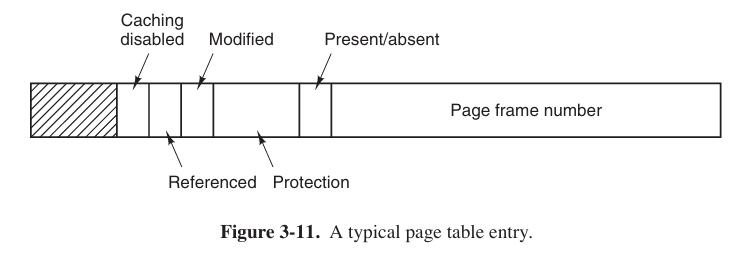 Caching
disabled
Modified
Present/absent
Page frame number
Referenced
Protection
Figure 3-11. A typical page table entry.